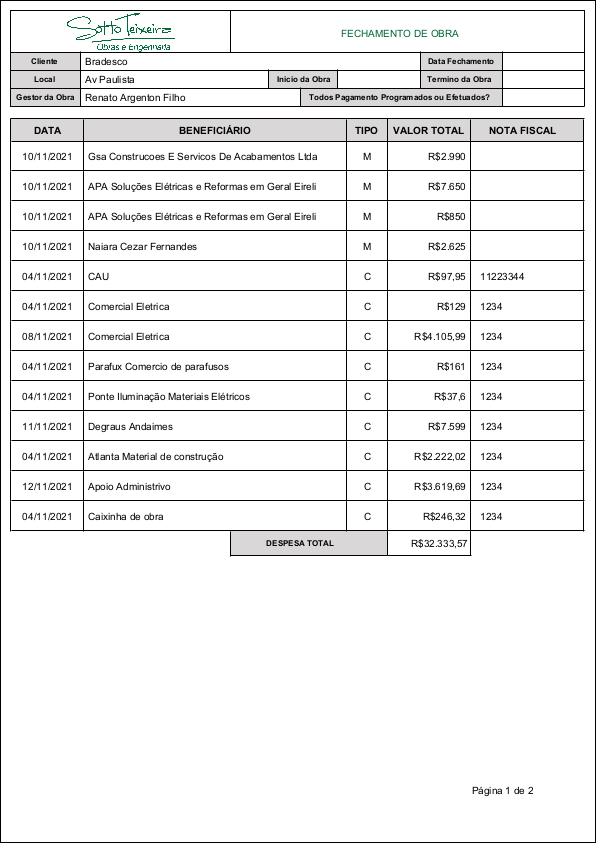 Sotto Teixeira
Obras e Engenharia
FECHAMENTO DE OBRA
Cliente Bradesco Data Fechamento
Local Av Paulista Inicio da Obra Termino da Obra
Gestor da Obra Renato Argenton Filho Todos Pagamento Programados ou Efetuados?
DATA BENEFICIÁRIO TIPO VALOR TOTAL NOTA FISCAL
10/11/2021 Gsa Construcoes E Servicos De Acabamentos Ltda M R$2.990
10/11/2021 APA Soluções Elétricas e Reformas em Geral Eireli M R$7.650
10/11/2021 APA Soluções Elétricas e Reformas em Geral Eireli M R$850
10/11/2021 Naiara Cezar Fernandes M R$2.625
04/11/2021 CAU C R$97,95 11223344
04/11/2021 Comercial Eletrica C R$129 1234
08/11/2021 Comercial Eletrica C R$4.105,99 1234
04/11/2021 Parafux Comercio de parafusos C R$161 1234
04/11/2021 Ponte Iluminação Materiais Elétricos C R$37,6 1234
11/11/2021 Degraus Andaimes C R$7.599 1234
04/11/2021 Atlanta Material de construção C R$2.222,02 1234
12/11/2021 Apoio Administrivo C R$3.619,69 1234
04/11/2021 Caixinha de obra C R$246,32 1234
DESPESA TOTAL R$32.333,57
Página 1 de 2